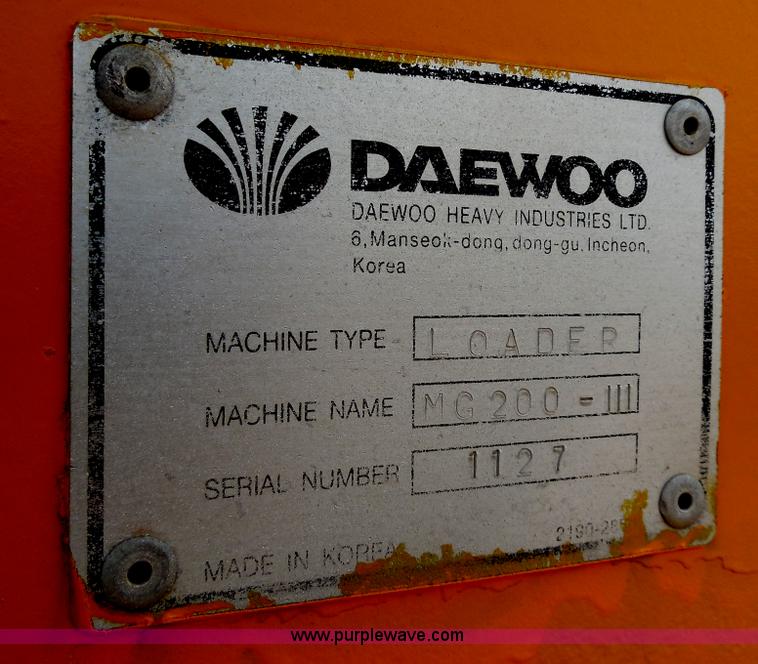 DAEWOO
DAEWOO HEAVY INDUSTRIES LTD.
6, Manseok-dong, dong-gu, Incheon,
Korea
MACHINE TYPE LOADER
MACHINE NAME MG200-III
SERIAL NUMBER 1127
MADE IN KOREA
www.purplewave.com